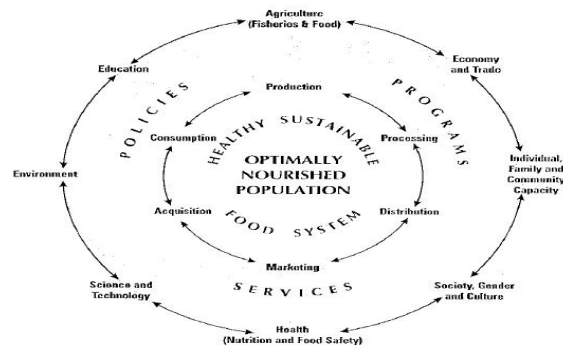 Agriculture
(Fisheries & Food)
Education
Economy
and Trade
POLICIES
PROGRAMS
Production
Consumption
HEALTHY SUSTAINABLE
Processing
OPTIMALLY
NOURISHED
POPULATION
Environment
Individual,
Family and
Community
Capacity
Acquisition
FOOD SYSTEM
Distribution
Marketing
SERVICES
Science and
Technology
Society, Gender
and Culture
Health
(Nutrition and Food Safety)